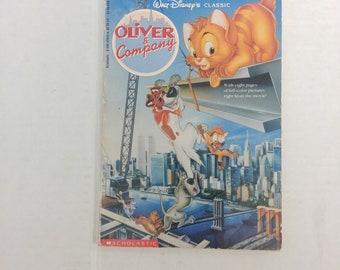 WALT DISNEY'S CLASSIC
OLIVER
&
Company
With eight pages
of full-color pictures
right from the movie!
SCHOLASTIC